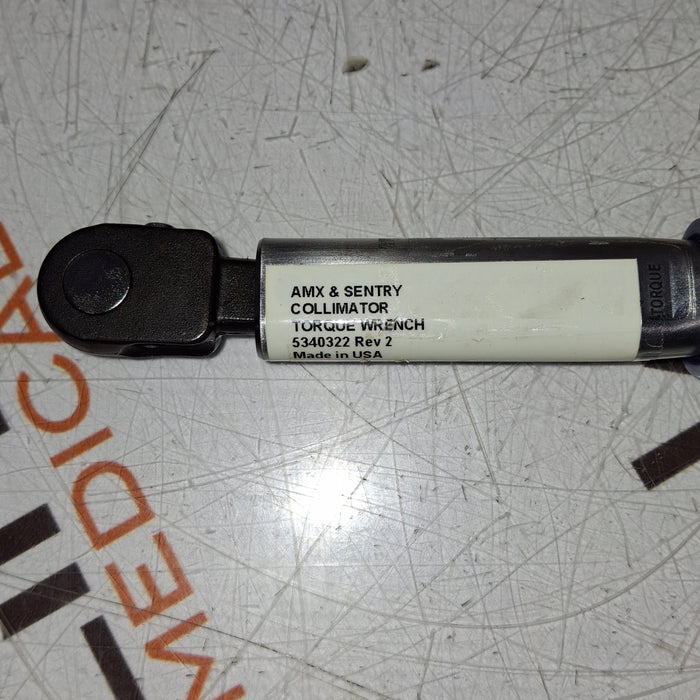 AMX & SENTRY
COLLIMATOR
TORQUE WRENCH
5340322 Rev 2
Made in USA
TORQUE
MEDICAL